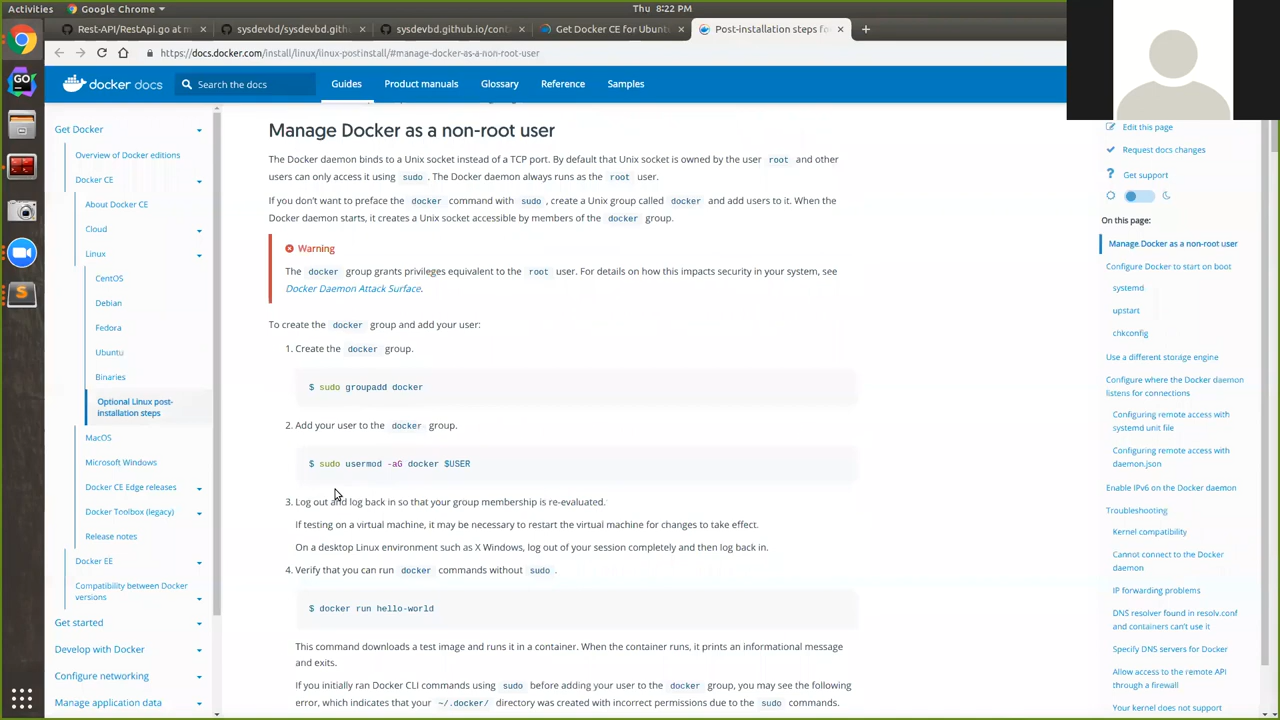 Activities
Google Chrome
Thu 8:22 PM
Rest-API/RestApi.go at m
sysdevbd/sysdevbd.gith
sysdevbd.github.io/cont
Get Docker CE for Ubunt
Post-installation steps fo
https://docs.docker.com/install/linux/linux-postinstall/#manage-docker-as-a-non-root-user
docker docs
Search the docs
Guides
Product manuals
Glossary
Reference
Samples
Get Docker
Overview of Docker editions
Docker CE
About Docker CE
Cloud
Linux
CentOS
Debian
Fedora
Ubuntu
Binaries
Optional Linux post-
installation steps
MacOS
Microsoft Windows
Docker CE Edge releases
Docker Toolbox (legacy)
Release notes
Docker EE
Compatibility between Docker
versions
Get started
Develop with Docker
Configure networking
Manage application data
Manage Docker as a non-root user
The Docker daemon binds to a Unix socket instead of a TCP port. By default that Unix socket is owned by the user root and other
users can only access it using sudo. The Docker daemon always runs as the root user.
If you don't want to preface the docker command with sudo, create a Unix group called docker and add users to it. When the
Docker daemon starts, it creates a Unix socket accessible by members of the docker group.
Warning
The docker group grants privileges equivalent to the root user. For details on how this impacts security in your system, see
Docker Daemon Attack Surface.
To create the docker group and add your user:
1. Create the docker group.
$ sudo groupadd docker
2. Add your user to the docker group.
$ sudo usermod -aG docker $USER
3. Log out and log back in so that your group membership is re-evaluated.
If testing on a virtual machine, it may be necessary to restart the virtual machine for changes to take effect.
On a desktop Linux environment such as X Windows, log out of your session completely and then log back in.
4. Verify that you can run docker commands without sudo.
$ docker run hello-world
This command downloads a test image and runs it in a container. When the container runs, it prints an informational message
and exits.
If you initially ran Docker CLI commands using sudo before adding your user to the docker group, you may see the following
error, which indicates that your ~/.docker/ directory was created with incorrect permissions due to the sudo commands.
Edit this page
Request docs changes
Get support
On this page:
Manage Docker as a non-root user
Configure Docker to start on boot
systemd
upstart
chkconfig
Use a different storage engine
Configure where the Docker daemon
listens for connections
Configuring remote access with
systemd unit file
Configuring remote access with
daemon.json
Enable IPv6 on the Docker daemon
Troubleshooting
Kernel compatibility
Cannot connect to the Docker
daemon
IP forwarding problems
DNS resolver found in resolv.conf
and containers can't use it
Specify DNS servers for Docker
Allow access to the remote API
through a firewall
Your kernel does not support